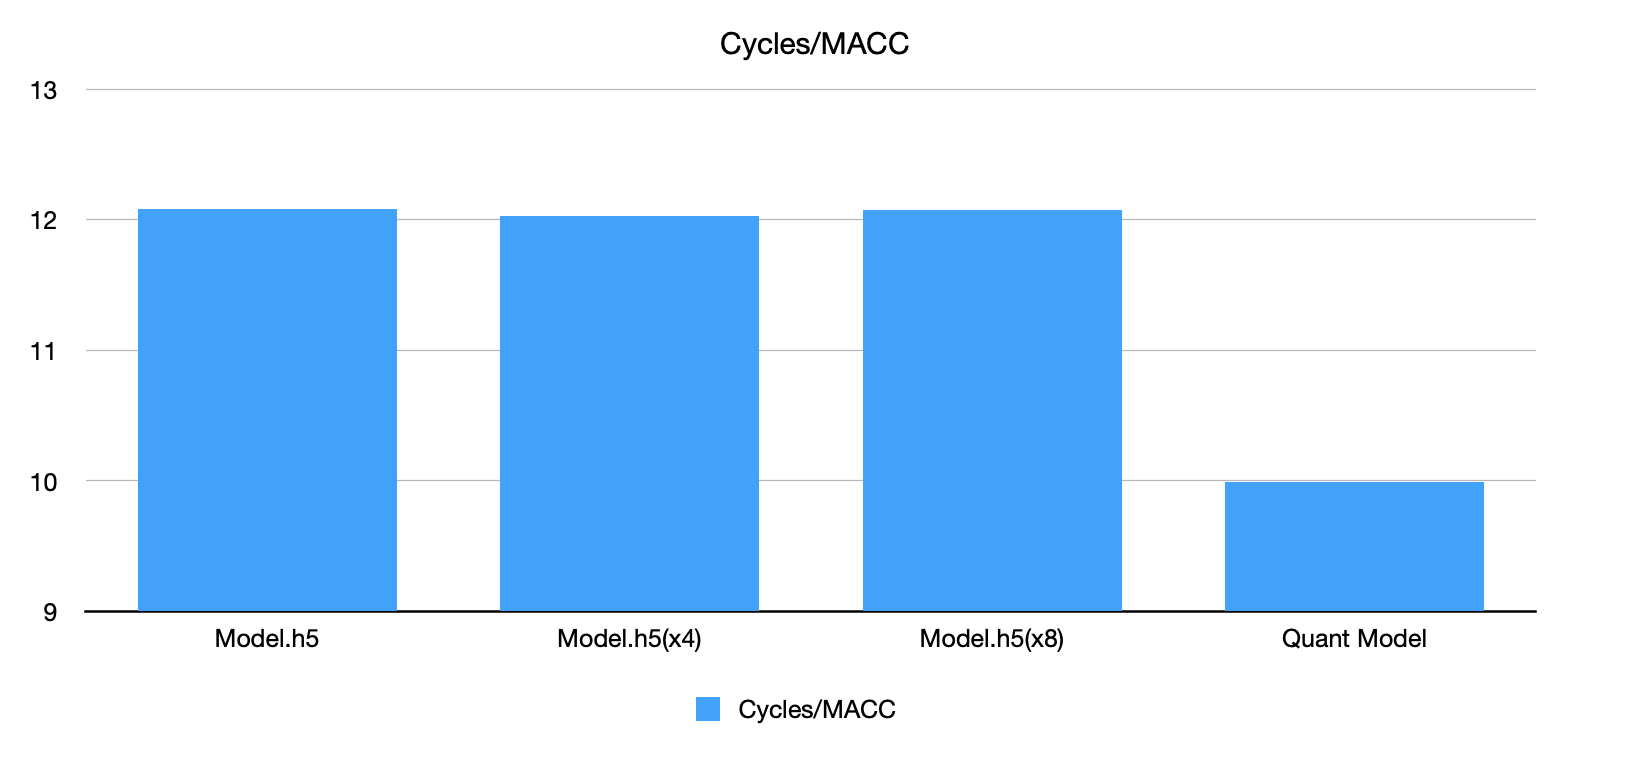 Cycles/MACC
13
12
11
10
9
Model.h5
Model.h5(x4)
Model.h5(x8)
Quant Model
Cycles/MACC